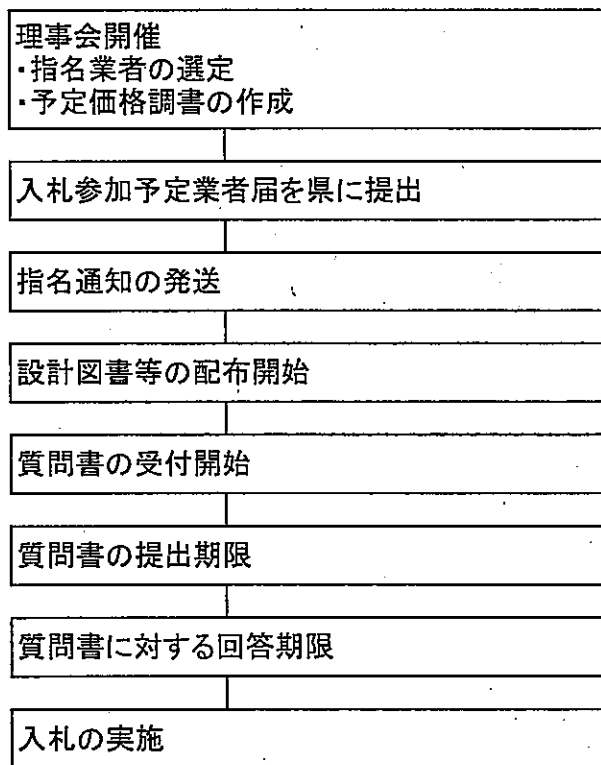 理事会開催
・指名業者の選定
・予定価格調書の作成
入札参加予定業者届を県に提出
指名通知の発送
設計図書等の配布開始
質問書の受付開始
質問書の提出期限
質問書に対する回答期限
入札の実施